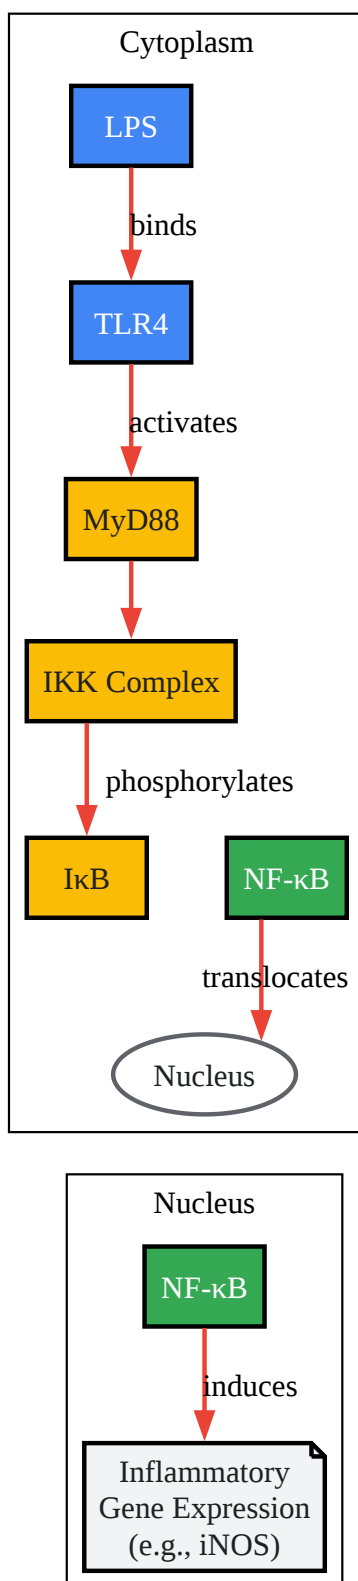 Cytoplasm
LPS
binds
TLR4
activates
MyD88
IKK Complex
phosphorylates
IκB
NF-κB
translocates
Nucleus
Nucleus
NF-κB
induces
Inflammatory
Gene Expression
(e.g., iNOS)